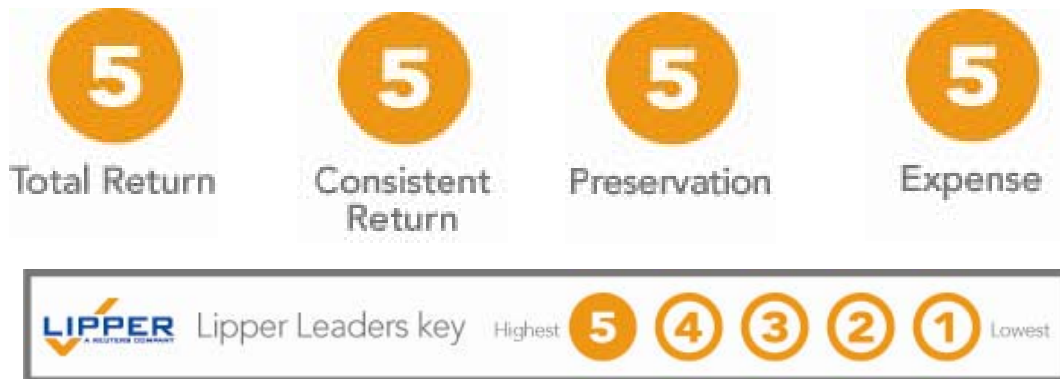 5 5 5 5
Total Return Consistent Return Preservation Expense
LIPPER Lipper Leaders key Highest 5 4 3 2 1 Lowest
A REUTERS COMPANY